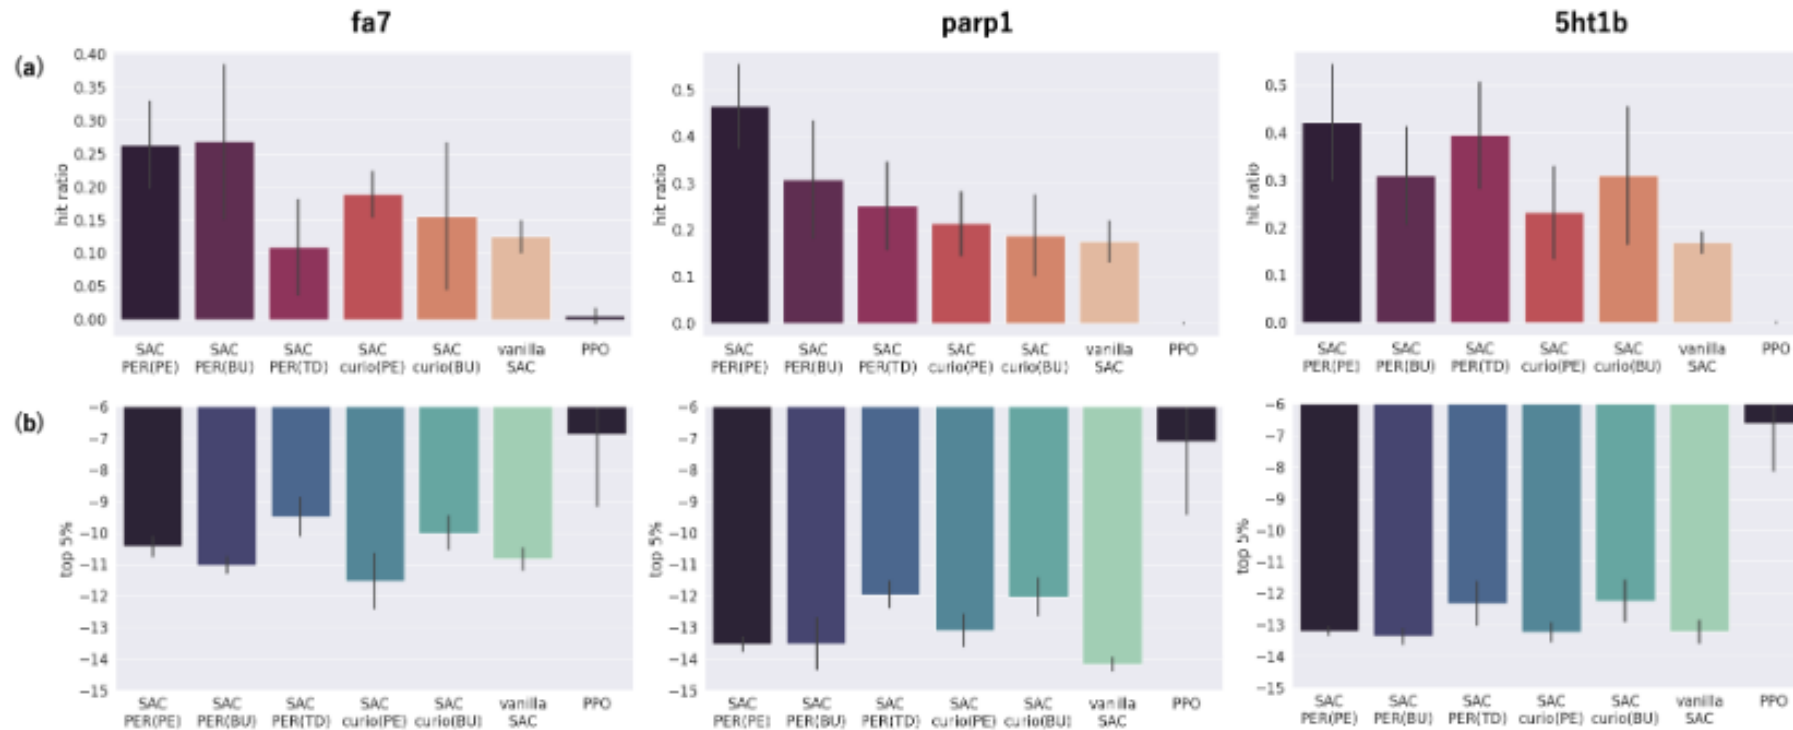 fa7 parp1 5ht1b
(a)
0.40
0.35
0.30
0.25
0.20
0.15
0.10
0.05
0.00
hit ratio
SAC SAC SAC SAC SAC vanilla PPO
PER(PE) PER(BU) PER(TD) curio(PE) curio(BU) SAC
0.5
0.4
0.3
0.2
0.1
0.0
hit ratio
SAC SAC SAC SAC SAC vanilla PPO
PER(PE) PER(BU) PER(TD) curio(PE) curio(BU) SAC
0.5
0.4
0.3
0.2
0.1
0.0
hit ratio
SAC SAC SAC SAC SAC vanilla PPO
PER(PE) PER(BU) PER(TD) curio(PE) curio(BU) SAC
(b)
−6
−7
−8
−9
−10
−11
−12
−13
−14
−15
top 5%
SAC SAC SAC SAC SAC vanilla PPO
PER(PE) PER(BU) PER(TD) curio(PE) curio(BU) SAC
−6
−7
−8
−9
−10
−11
−12
−13
−14
−15
top 5%
SAC SAC SAC SAC SAC vanilla PPO
PER(PE) PER(BU) PER(TD) curio(PE) curio(BU) SAC
−6
−7
−8
−9
−10
−11
−12
−13
−14
−15
top 5%
SAC SAC SAC SAC SAC vanilla PPO
PER(PE) PER(BU) PER(TD) curio(PE) curio(BU) SAC